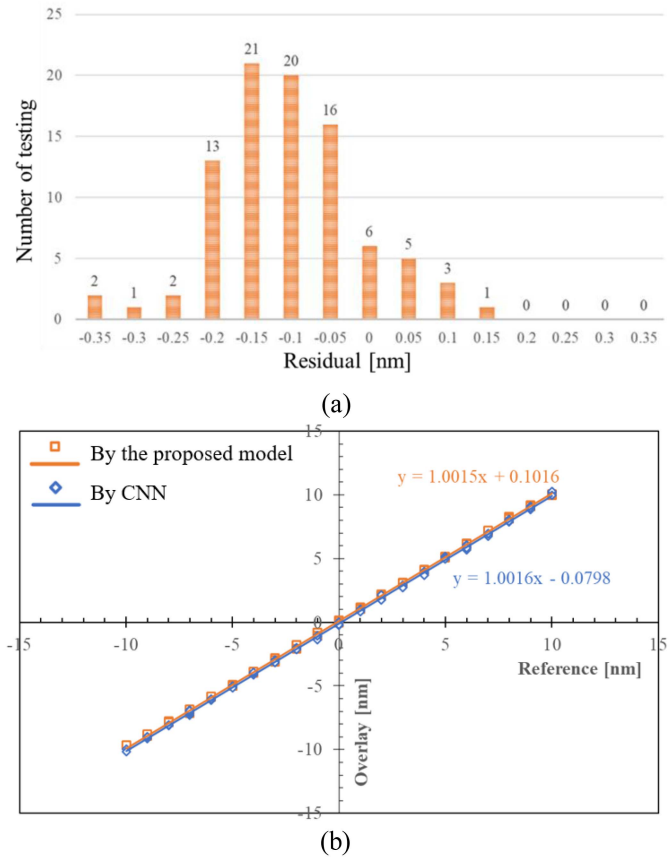 25
20
15
10
5
0
Number of testing
2
1
2
13
21
20
16
6
5
3
1
0
0
0
0
-0.35 -0.3 -0.25 -0.2 -0.15 -0.1 -0.05 0 0.05 0.1 0.15 0.2 0.25 0.3 0.35
Residual [nm]
(a)
15
By the proposed model
By CNN
y = 1.0015x + 0.1016
10
5
y = 1.0016x - 0.0798
0
-15 -10 -5 0 5 10 15
Reference [nm]
Overlay [nm]
-5
-10
-15
(b)